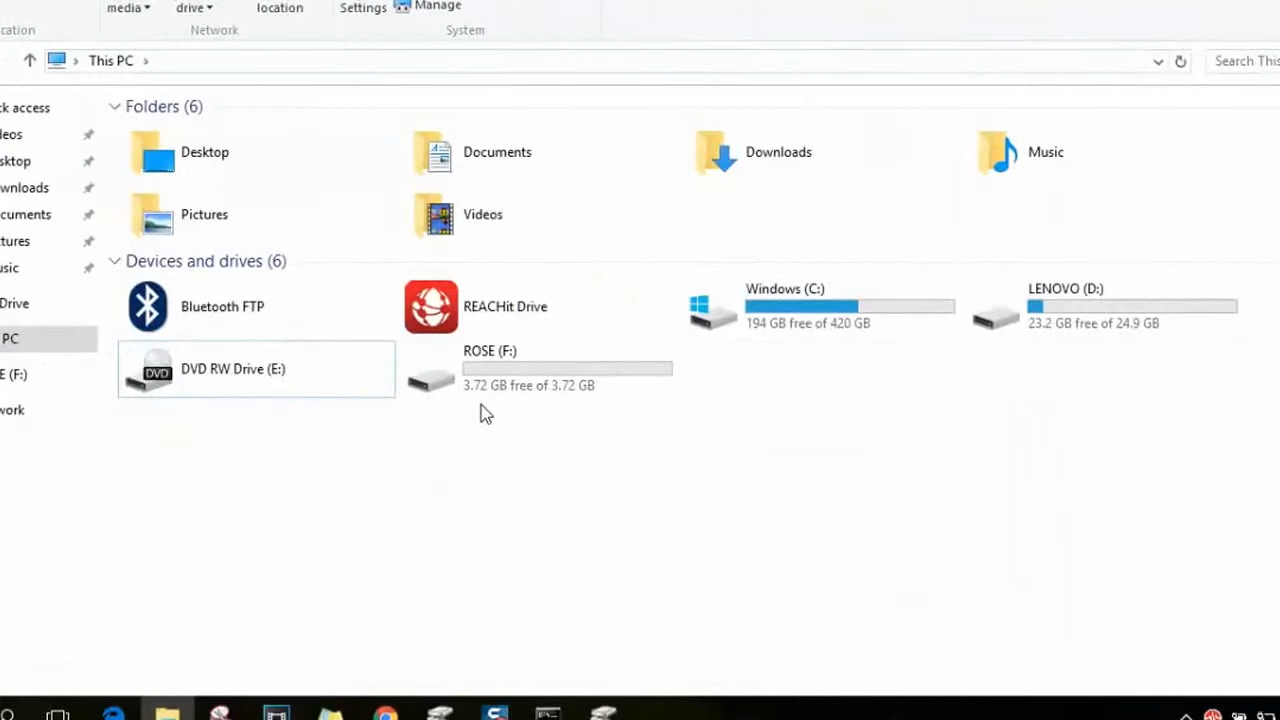 media
drive
location
Settings
Manage
cation
Network
System
This PC
Search This
ck access
eos
sktop
wnloads
cuments
tures
usic
Drive
PC
E (F:)
work
Folders (6)
Desktop
Documents
Downloads
Music
Pictures
Videos
Devices and drives (6)
Bluetooth FTP
REACHit Drive
Windows (C:)
194 GB free of 420 GB
LENOVO (D:)
23.2 GB free of 24.9 GB
DVD
DVD RW Drive (E:)
ROSE (F:)
3.72 GB free of 3.72 GB